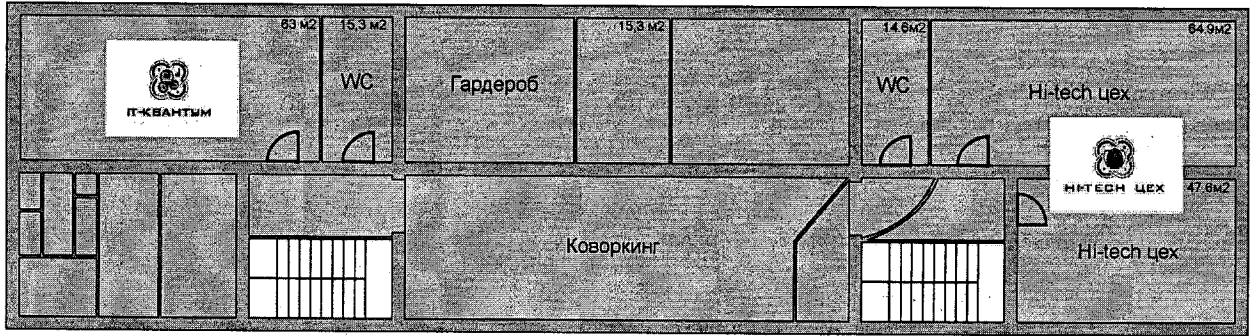 63 м2
15,3 м2
15,3 м2
14.6м2
64.9м2
IT-КВАНТУМ
WC
Гардероб
WC
Hi-tech цех
HI-TECH ЦЕХ
47.6м2
Коворкинг
Hi-tech цех